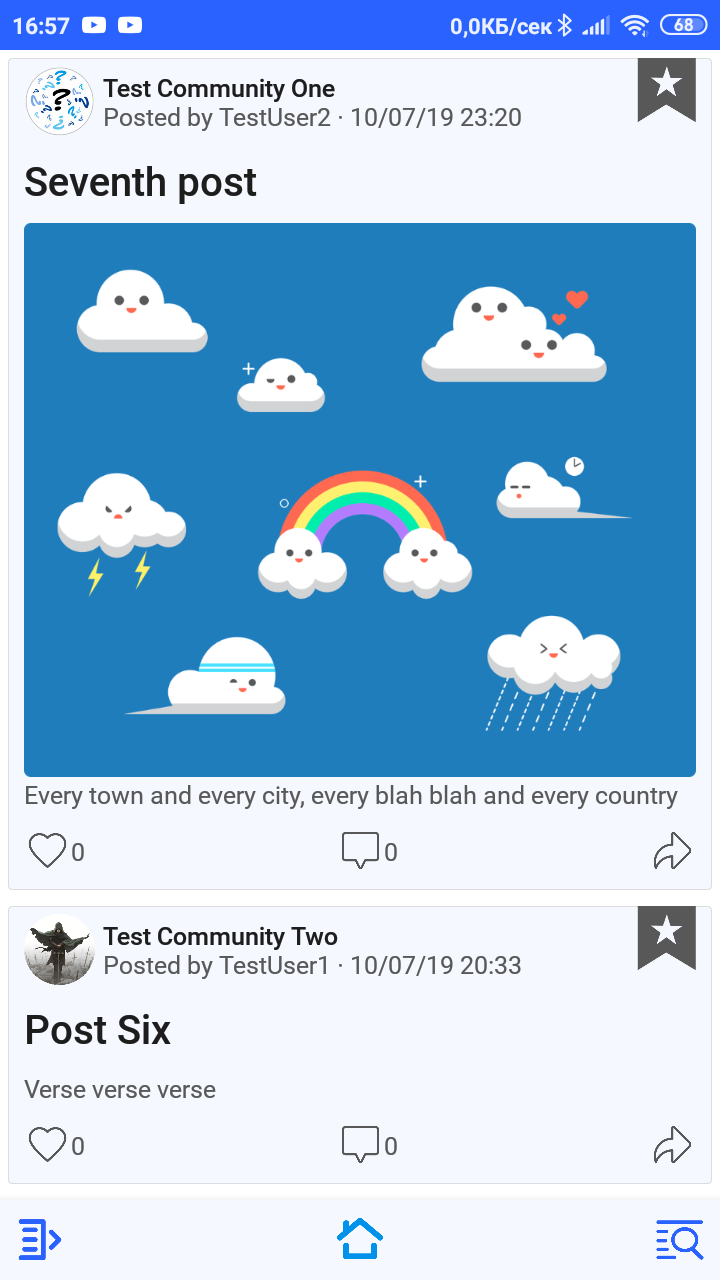 16:57 0,0КБ/сек 68
Test Community One
Posted by TestUser2 · 10/07/19 23:20
Seventh post
Every town and every city, every blah blah and every country
0 0
Test Community Two
Posted by TestUser1 · 10/07/19 20:33
Post Six
Verse verse verse
0 0